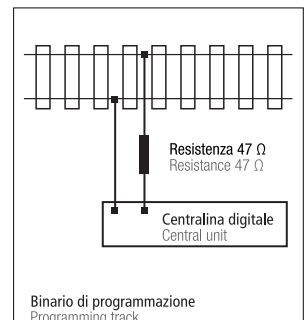 Resistenza 47 Ω
Resistance 47 Ω
Centralina digitale
Central unit
Binario di programmazione
Programming track